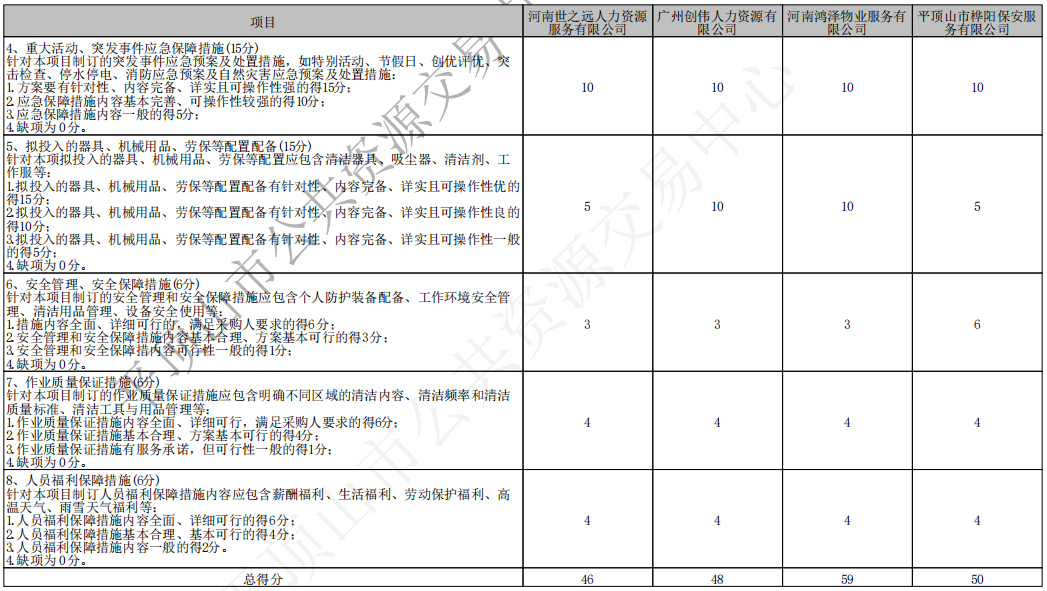 项目
河南世之远人力资源
服务有限公司
广州创伟人力资源有
限公司
河南鸿泽物业服务有
限公司
平顶山市桦阳保安服
务有限公司
4、重大活动、突发事件应急保障措施(15分)
针对本项目制订的突发事件应急预案及处置措施，如特别活动、节假日、创优评优、突
击检查、停水停电、消防应急预案及自然灾害应急预案及处置措施：
1.方案要有针对性、内容完备、详实且可操作性强的得15分；
2.应急保障措施内容基本完善、可操作性较强的得10分；
3.应急保障措施内容一般的得5分；
4.缺项为0分。
10
10
10
10
5、拟投入的器具、机械用品、劳保等配置配备(15分)
针对本项拟投入的器具、机械用品、劳保等配置应包含清洁器具、吸尘器、清洁剂、工
作服等：
1.拟投入的器具、机械用品、劳保等配置配备有针对性、内容完备、详实且可操作性优的
得15分；
2.拟投入的器具、机械用品、劳保等配置配备有针对性、内容完备、详实且可操作性良的
得10分；
3.拟投入的器具、机械用品、劳保等配置配备有针对性、内容完备、详实且可操作性一般
的得5分；
4.缺项为0分。
5
10
10
5
6、安全管理、安全保障措施(6分)
针对本项目制订的安全管理和安全保障措施应包含个人防护装备配备、工作环境安全管
理、清洁用品管理、设备安全使用等：
1.措施内容全面、详细可行的，满足采购人要求的得6分；
2.安全管理和安全保障措施内容基本合理、方案基本可行的得3分；
3.安全管理和安全保障措内容可行性一般的得1分；
4.缺项为0分。
3
3
3
6
7、作业质量保证措施(6分)
针对本项目制订的作业质量保证措施应包含明确不同区域的清洁内容、清洁频率和清洁
质量标准、清洁工具与用品管理等：
1.作业质量保证措施内容全面、详细可行，满足采购人要求的得6分；
2.作业质量保证措施基本合理、方案基本可行的得4分；
3.作业质量保证措施有服务承诺，但可行性一般的得1分；
4.缺项为0分。
4
4
4
4
8、人员福利保障措施(6分)
针对本项目制订人员福利保障措施内容应包含薪酬福利、生活福利、劳动保护福利、高
温天气、雨雪天气福利等：
1.人员福利保障措施内容全面、详细可行的得6分；
2.人员福利保障措施基本合理、基本可行的得4分；
3.人员福利保障措施内容一般的得2分。
4.缺项为0分。
4
4
4
4
总得分
46
48
59
50
平顶山市公共资源交易
平顶山市公共资源交易中心